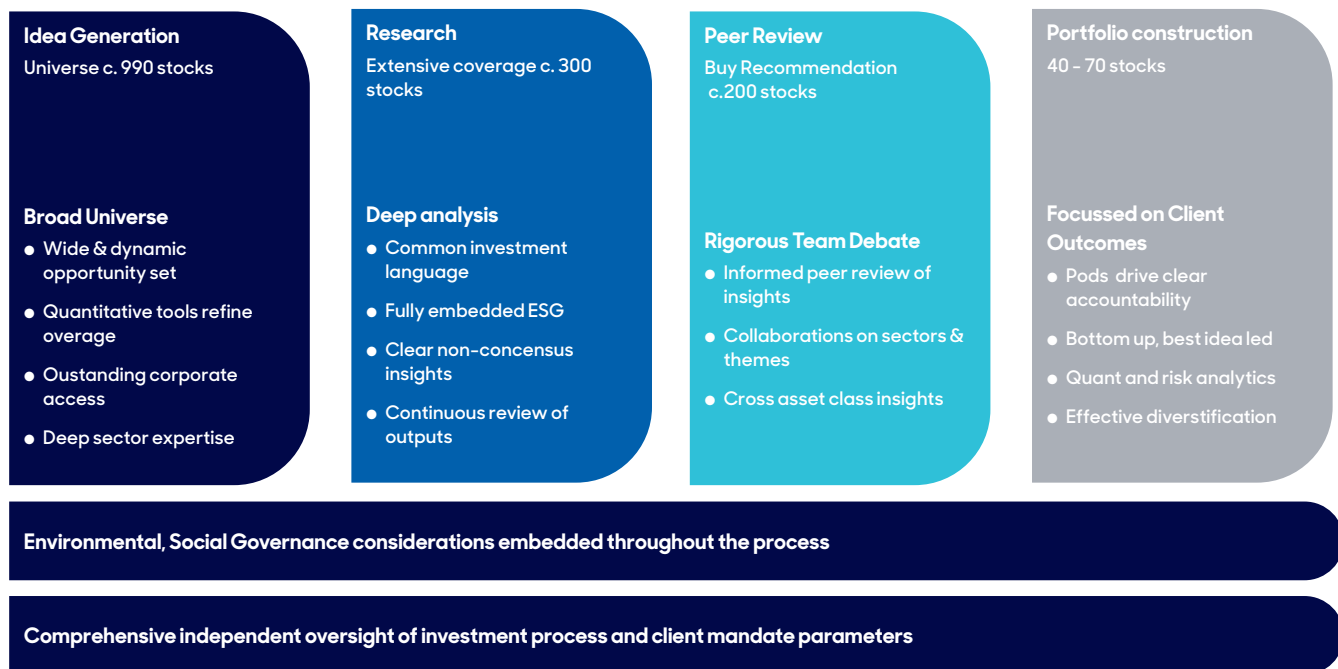 Idea Generation
Universe c. 990 stocks
Broad Universe
● Wide & dynamic
opportunity set
● Quantitative tools refine
overage
● Oustanding corporate
access
● Deep sector expertise
Research
Extensive coverage c. 300
stocks
Deep analysis
● Common investment
language
● Fully embedded ESG
● Clear non-concensus
insights
● Continuous review of
outputs
Peer Review
Buy Recommendation
c.200 stocks
Rigorous Team Debate
● Informed peer review of
insights
● Collaborations on sectors &
themes
● Cross asset class insights
Portfolio construction
40 - 70 stocks
Focussed on Client
Outcomes
● Pods drive clear
accountability
● Bottom up, best idea led
● Quant and risk analytics
● Effective diverstification
Environmental, Social Governance considerations embedded throughout the process
Comprehensive independent oversight of investment process and client mandate parameters